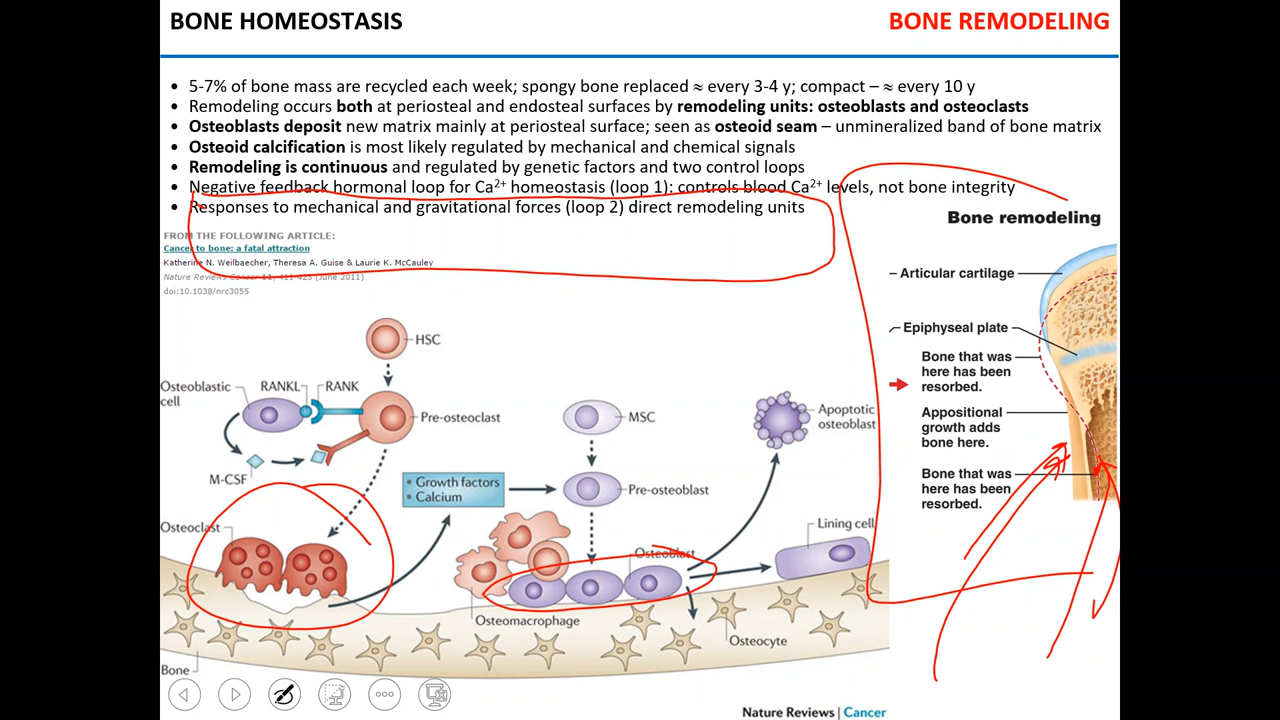 BONE HOMEOSTASIS
BONE REMODELING
• 5-7% of bone mass are recycled each week; spongy bone replaced ≈ every 3-4 y; compact – ≈ every 10 y
• Remodeling occurs both at periosteal and endosteal surfaces by remodeling units: osteoblasts and osteoclasts
• Osteoblasts deposit new matrix mainly at periosteal surface; seen as osteoid seam – unmineralized band of bone matrix
• Osteoid calcification is most likely regulated by mechanical and chemical signals
• Remodeling is continuous and regulated by genetic factors and two control loops
• Negative feedback hormonal loop for Ca²⁺ homeostasis (loop 1): controls blood Ca²⁺ levels, not bone integrity
• Responses to mechanical and gravitational forces (loop 2) direct remodeling units
FROM THE FOLLOWING ARTICLE:
Cancer to bone: a fatal attraction
Katherine N. Weilbaecher, Theresa A. Guise & Laurie K. McCauley
Nature Reviews Cancer 11, 411-425 (June 2011)
doi:10.1038/nrc3055
HSC
Osteoblastic
cell
RANKL
RANK
Pre-osteoclast
M-CSF
Osteoclast
• Growth factors
• Calcium
MSC
Pre-osteoblast
Apoptotic
osteoblast
Lining cell
Osteoblast
Osteomacrophage
Osteocyte
Bone
Nature Reviews | Cancer
Bone remodeling
Articular cartilage
Epiphyseal plate
Bone that was
here has been
resorbed.
Appositional
growth adds
bone here.
Bone that was
here has been
resorbed.